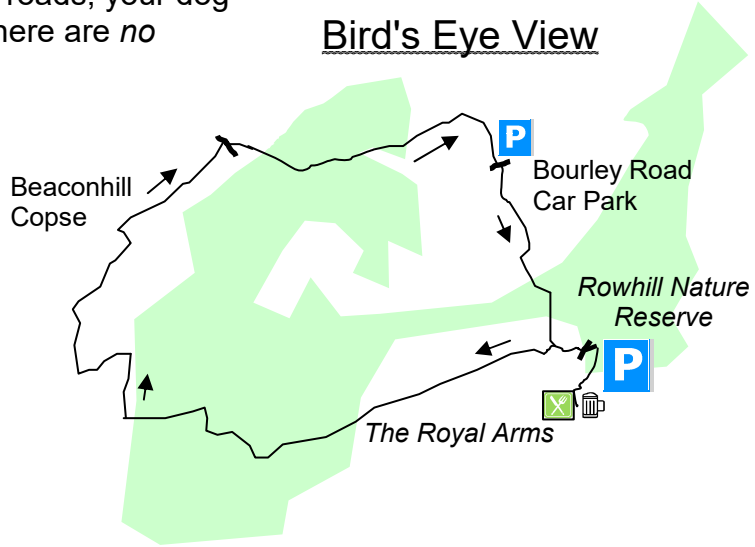 roads, your dog
here are no
Bird's Eye View
P
Beaconhill
Copse
Bourley Road
Car Park
Rowhill Nature
Reserve
P
The Royal Arms